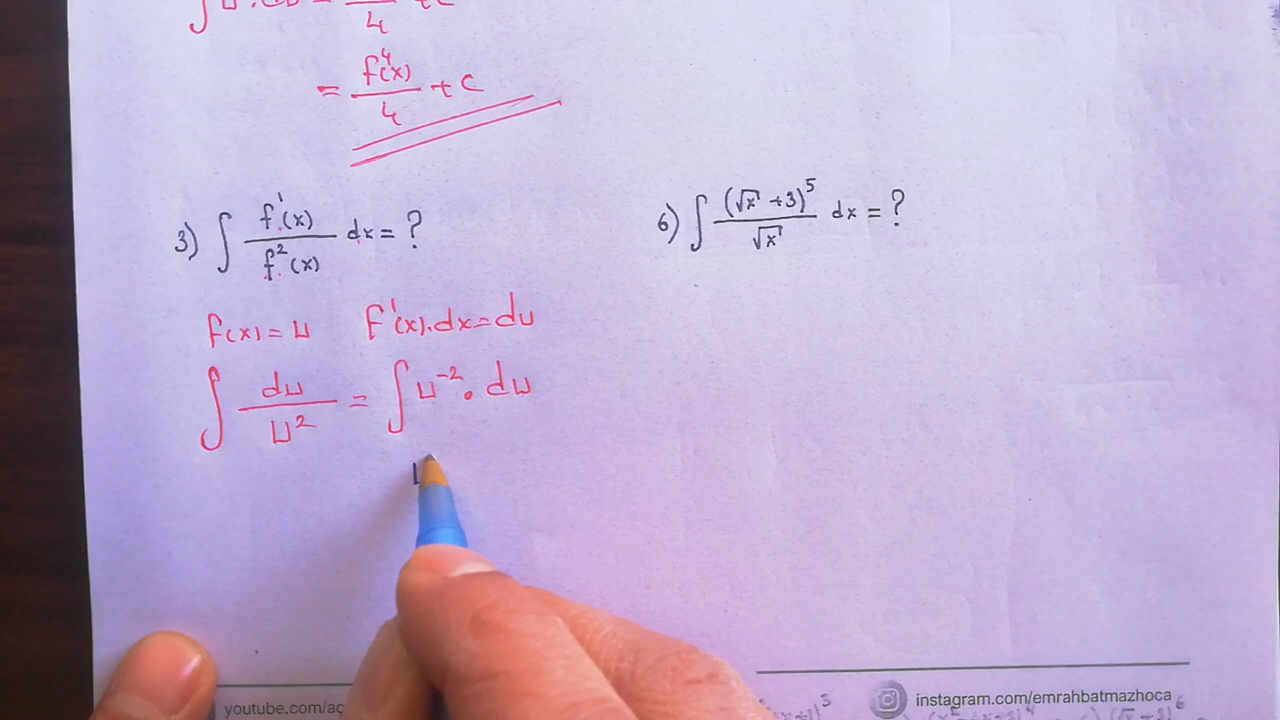 = f⁴(x)/4 + c
3) ∫ f'(x)/f²(x) dx = ?
f(x) = u f'(x).dx = du
∫ du/u² = ∫ u⁻² . du
6) ∫ (√x + 3)⁵/√x dx = ?
youtube.com/aç
instagram.com/emrahbatmazhoca